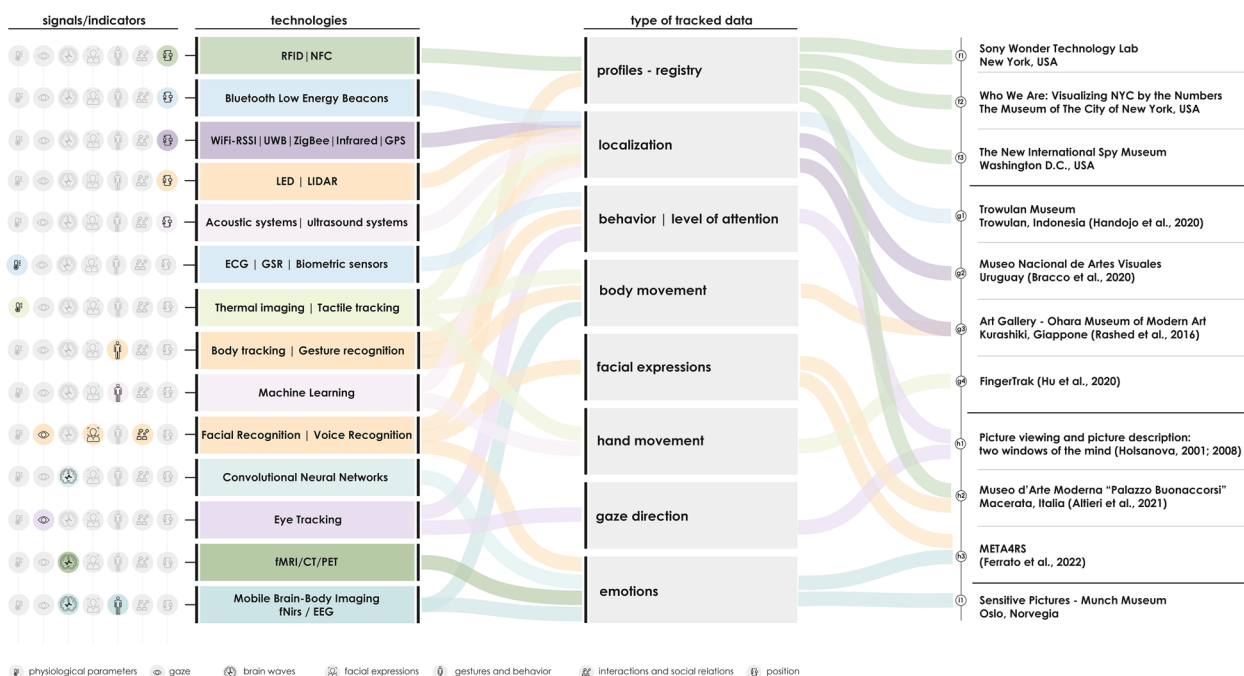 signals/indicators
technologies
type of tracked data
RFID|NFC
Bluetooth Low Energy Beacons
WiFi-RSSI|UWB|ZigBee|Infrared|GPS
LED | LIDAR
Acoustic systems| ultrasound systems
ECG | GSR | Biometric sensors
Thermal imaging | Tactile tracking
Body tracking | Gesture recognition
Machine Learning
Facial Recognition | Voice Recognition
Convolutional Neural Networks
Eye Tracking
fMRI/CT/PET
Mobile Brain-Body Imaging
fNirs / EEG
profiles - registry
localization
behavior | level of attention
body movement
facial expressions
hand movement
gaze direction
emotions
f1
Sony Wonder Technology Lab
New York, USA
f2
Who We Are: Visualizing NYC by the Numbers
The Museum of The City of New York, USA
f3
The New International Spy Museum
Washington D.C., USA
g1
Trowulan Museum
Trowulan, Indonesia (Handojo et al., 2020)
g2
Museo Nacional de Artes Visuales
Uruguay (Bracco et al., 2020)
g3
Art Gallery - Ohara Museum of Modern Art
Kurashiki, Giappone (Rashed et al., 2016)
g4
FingerTrak (Hu et al., 2020)
h1
Picture viewing and picture description:
two windows of the mind (Holsanova, 2001; 2008)
h2
Museo d’Arte Moderna “Palazzo Buonaccorsi”
Macerata, Italia (Altieri et al., 2021)
h3
META4RS
(Ferrato et al., 2022)
i1
Sensitive Pictures - Munch Museum
Oslo, Norvegia
physiological parameters
gaze
brain waves
facial expressions
gestures and behavior
interactions and social relations
position